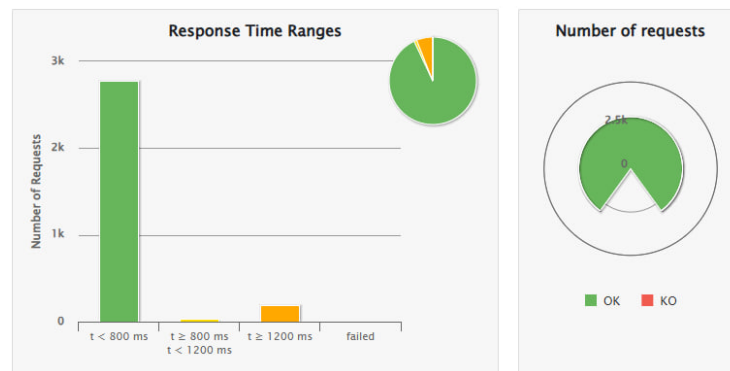 Response Time Ranges
3k
2k
1k
0
Number of Requests
t < 800 ms
t ≥ 800 ms
t < 1200 ms
t ≥ 1200 ms
failed
Number of requests
2.5k
0
OK
KO